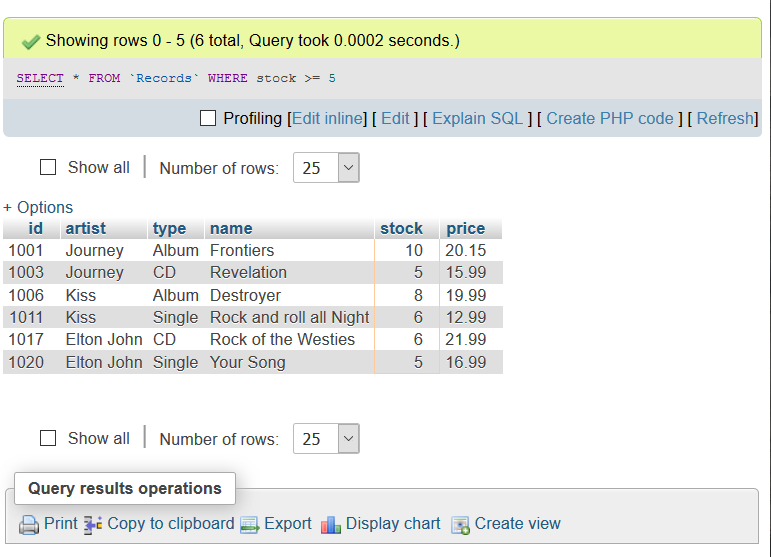 Showing rows 0 - 5 (6 total, Query took 0.0002 seconds.)
SELECT * FROM `Records` WHERE stock >= 5
Profiling [Edit inline] [ Edit ] [ Explain SQL ] [ Create PHP code ] [ Refresh]
Show all | Number of rows: 25
+ Options
id artist type name stock price
1001 Journey Album Frontiers 10 20.15
1003 Journey CD Revelation 5 15.99
1006 Kiss Album Destroyer 8 19.99
1011 Kiss Single Rock and roll all Night 6 12.99
1017 Elton John CD Rock of the Westies 6 21.99
1020 Elton John Single Your Song 5 16.99
Show all | Number of rows: 25
Query results operations
Print Copy to clipboard Export Display chart Create view